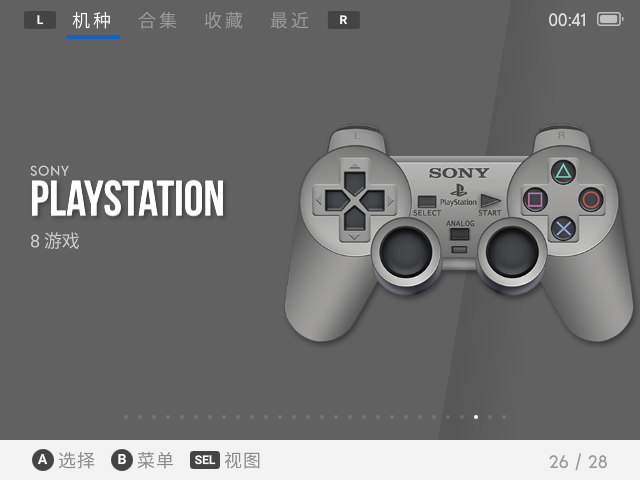 L 机种 合集 收藏 最近 R 00:41
SONY
PLAYSTATION
8 游戏
L R
SONY
PlayStation
SELECT START
ANALOG
A 选择 B 菜单 SEL 视图 26 / 28